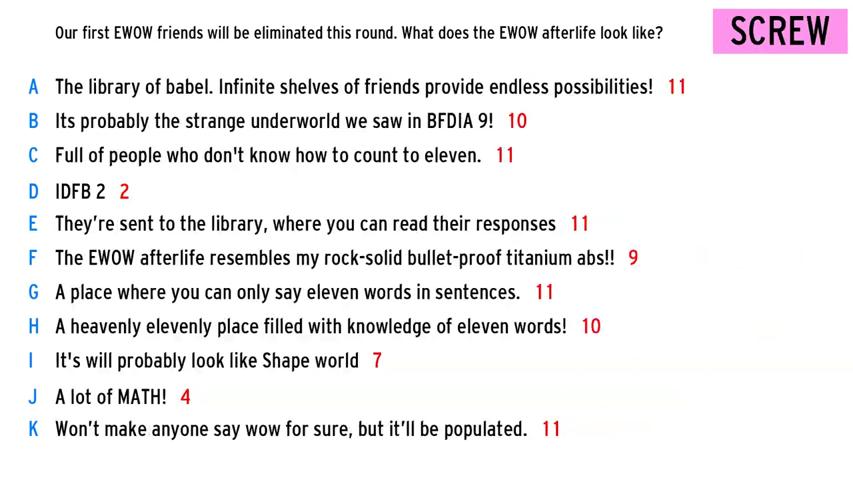 Our first EWOW friends will be eliminated this round. What does the EWOW afterlife look like?
SCREW
A The library of babel. Infinite shelves of friends provide endless possibilities! 11
B Its probably the strange underworld we saw in BFDIA 9! 10
C Full of people who don't know how to count to eleven. 11
D IDFB 2 2
E They're sent to the library, where you can read their responses 11
F The EWOW afterlife resembles my rock-solid bullet-proof titanium abs!! 9
G A place where you can only say eleven words in sentences. 11
H A heavenly elevenly place filled with knowledge of eleven words! 10
I It's will probably look like Shape world 7
J A lot of MATH! 4
K Won't make anyone say wow for sure, but it'll be populated. 11